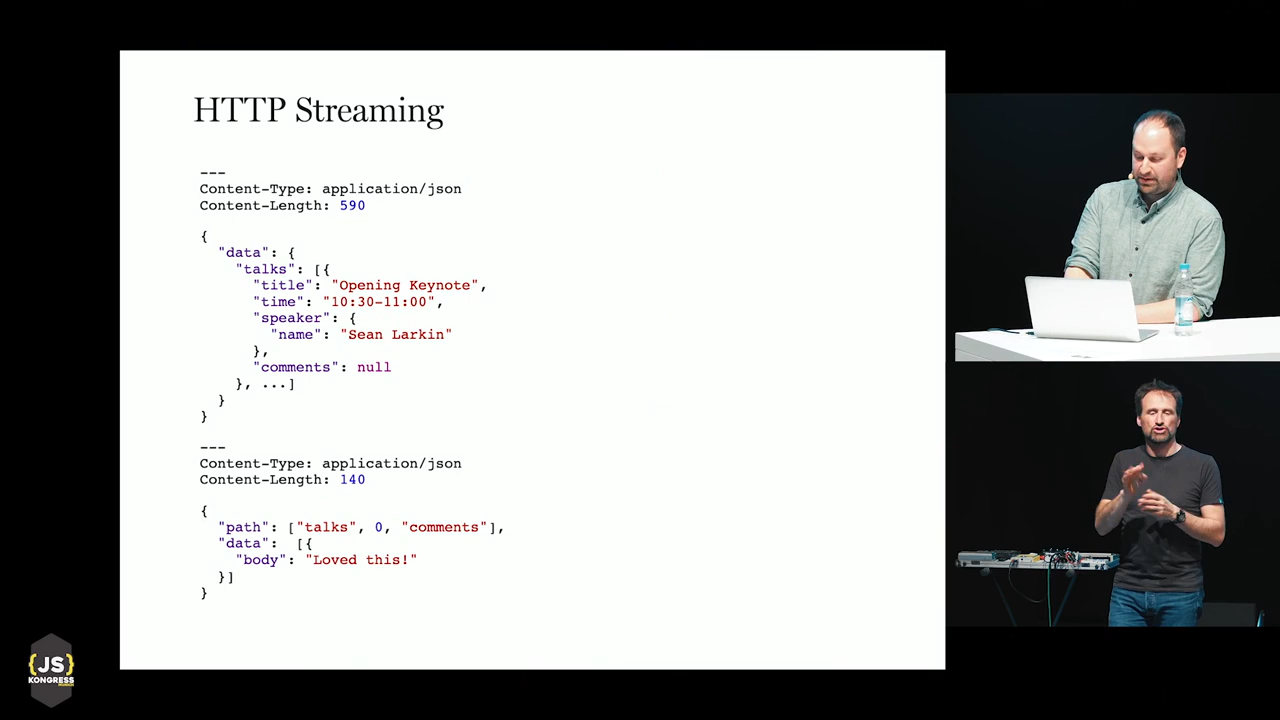 HTTP Streaming
---
Content-Type: application/json
Content-Length: 590
{
"data": {
"talks": [{
"title": "Opening Keynote",
"time": "10:30-11:00",
"speaker": {
"name": "Sean Larkin"
},
"comments": null
}, ...]
}
}
---
Content-Type: application/json
Content-Length: 140
{
"path": ["talks", 0, "comments"],
"data":  [{
"body": "Loved this!"
}]
}
{JS}
KONGRESS